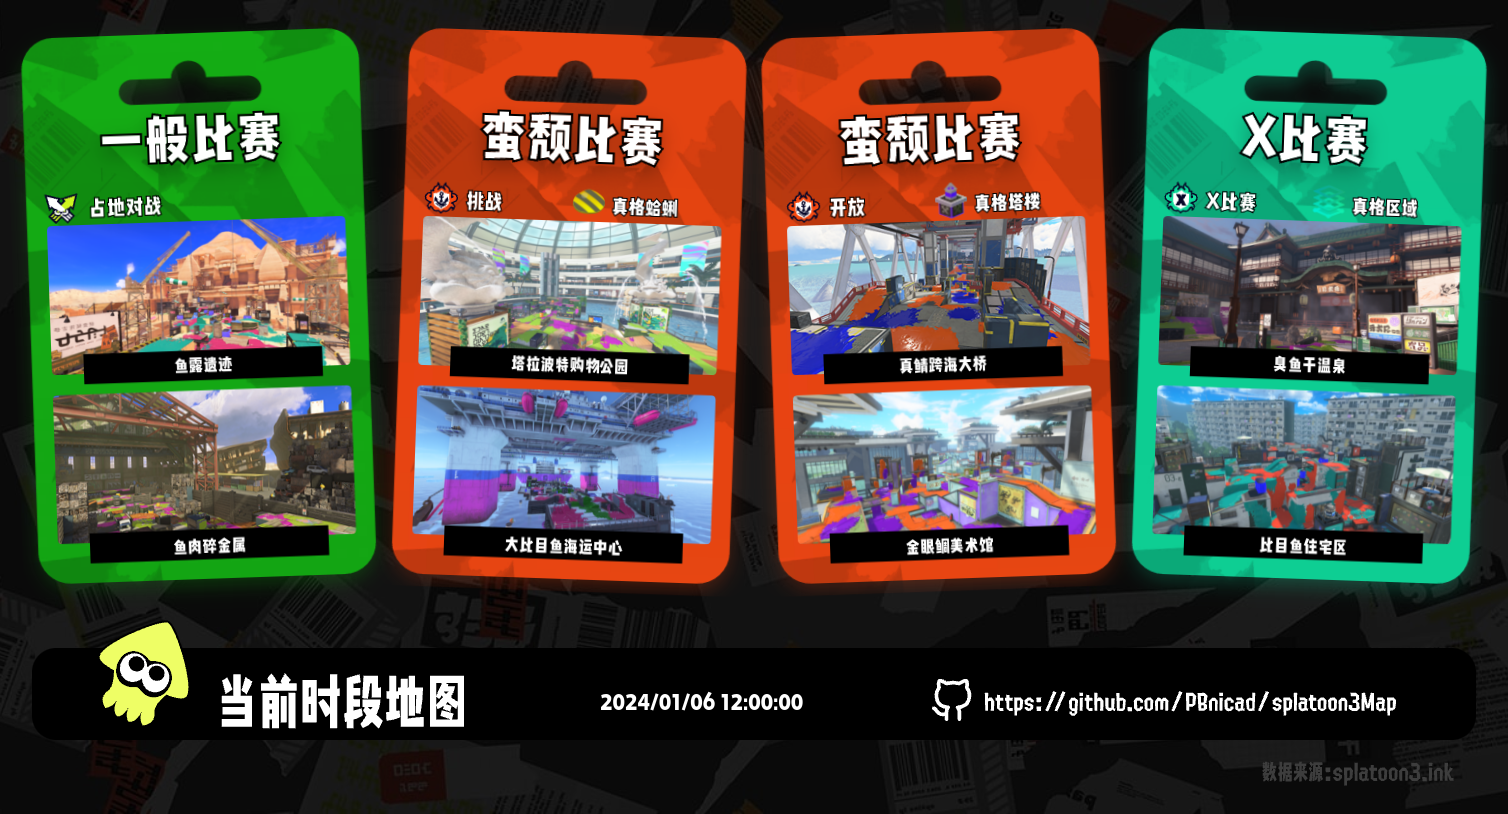 一般比赛
占地对战
鱼露遗迹
鱼肉碎金属
蛮颓比赛
挑战
真格蛤蜊
塔拉波特购物公园
大比目鱼海运中心
蛮颓比赛
开放
真格塔楼
真鲭跨海大桥
金眼鲷美术馆
X比赛
X比赛
真格区域
臭鱼干温泉
比目鱼住宅区
当前时段地图
2024/01/06 12:00:00
https://github.com/PBnicad/splatoon3Map
数据来源:splatoon3.ink